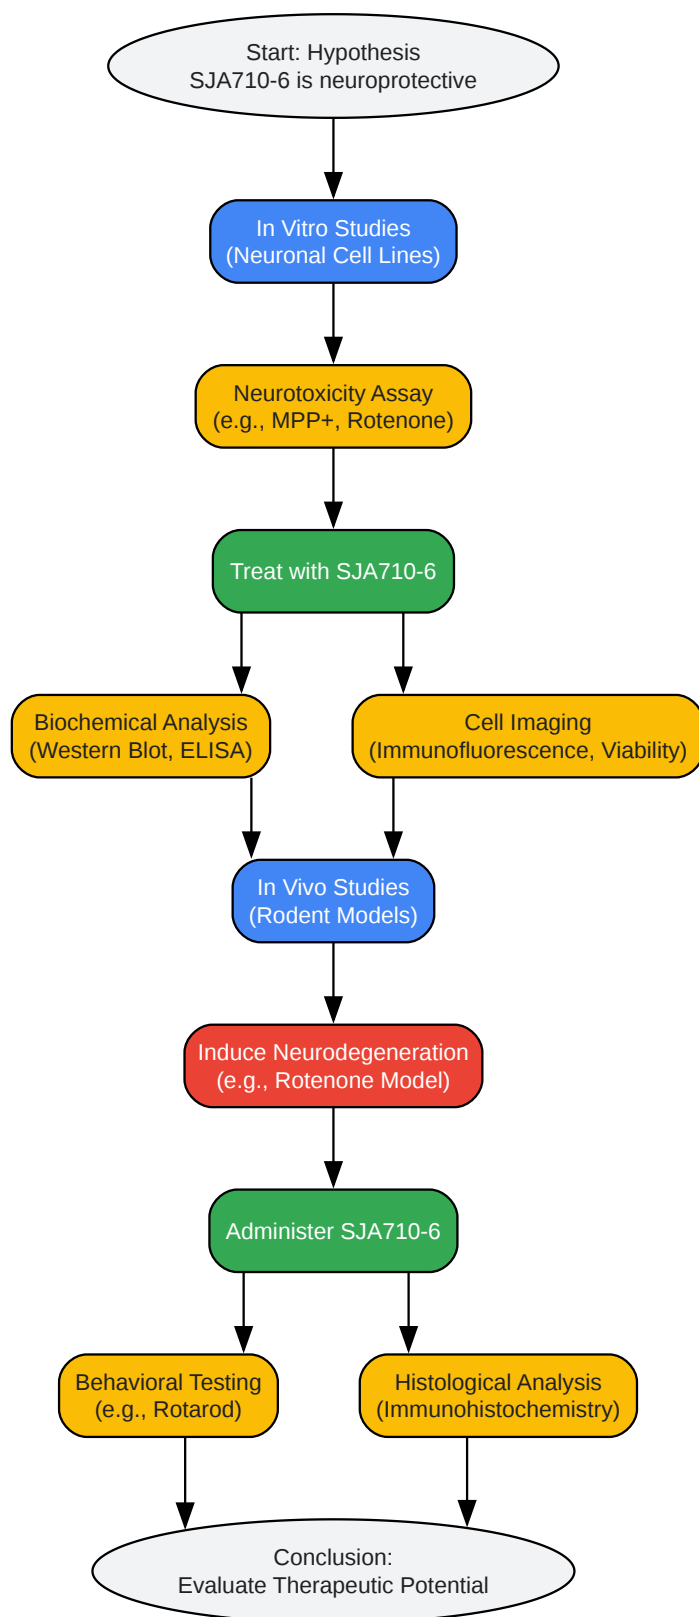 Start: Hypothesis
SJA710-6 is neuroprotective
In Vitro Studies
(Neuronal Cell Lines)
Neurotoxicity Assay
(e.g., MPP+, Rotenone)
Treat with SJA710-6
Biochemical Analysis
(Western Blot, ELISA)
Cell Imaging
(Immunofluorescence, Viability)
In Vivo Studies
(Rodent Models)
Induce Neurodegeneration
(e.g., Rotenone Model)
Administer SJA710-6
Behavioral Testing
(e.g., Rotarod)
Histological Analysis
(Immunohistochemistry)
Conclusion:
Evaluate Therapeutic Potential